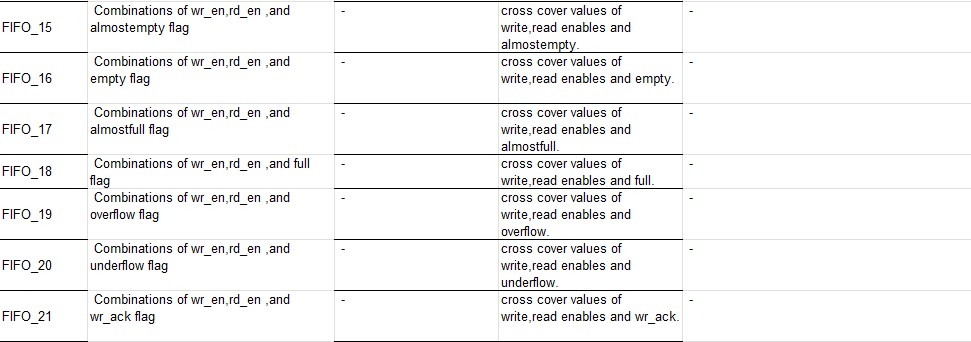 FIFO_15 Combinations of wr_en,rd_en ,and almostempty flag - cross cover values of write,read enables and almostempty. -
FIFO_16 Combinations of wr_en,rd_en ,and empty flag - cross cover values of write,read enables and empty. -
FIFO_17 Combinations of wr_en,rd_en ,and almostfull flag - cross cover values of write,read enables and almostfull. -
FIFO_18 Combinations of wr_en,rd_en ,and full flag - cross cover values of write,read enables and full. -
FIFO_19 Combinations of wr_en,rd_en ,and overflow flag - cross cover values of write,read enables and overflow. -
FIFO_20 Combinations of wr_en,rd_en ,and underflow flag - cross cover values of write,read enables and underflow. -
FIFO_21 Combinations of wr_en,rd_en ,and wr_ack flag - cross cover values of write,read enables and wr_ack. -